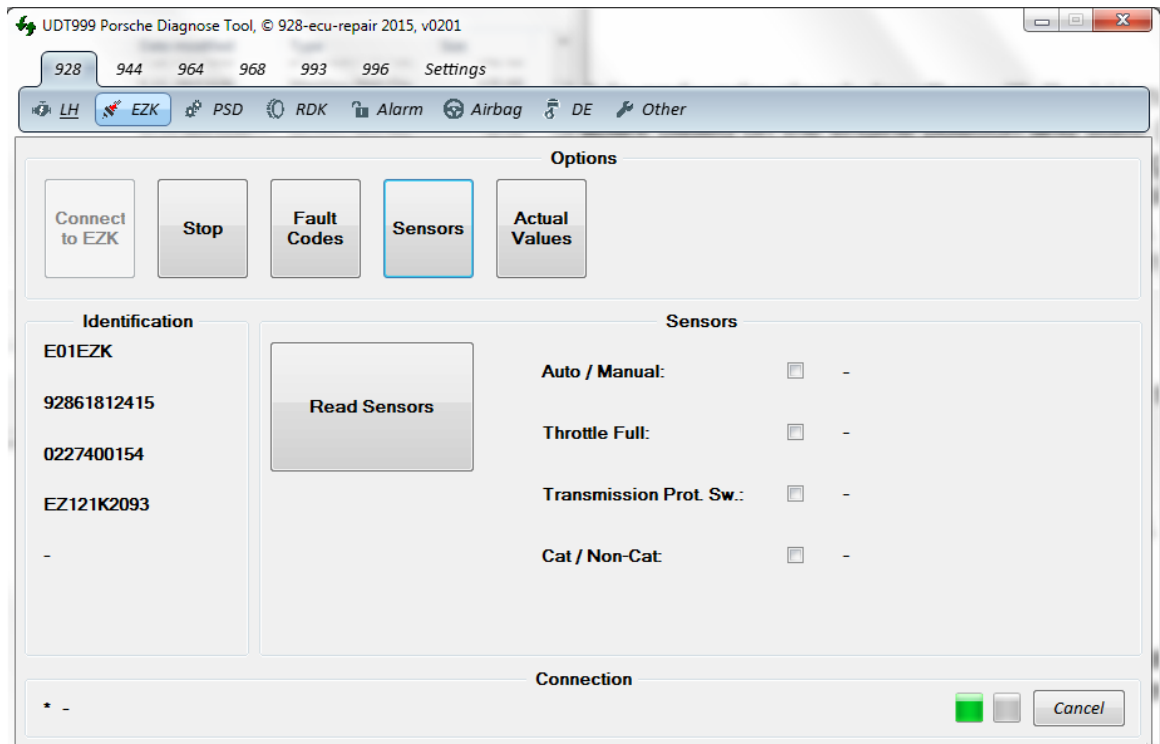 UDT999 Porsche Diagnose Tool, © 928-ecu-repair 2015, v0201
928 944 964 968 993 996 Settings
LH EZK PSD RDK Alarm Airbag DE Other
Options
Connect
to EZK
Stop
Fault
Codes
Sensors
Actual
Values
Identification
E01EZK
92861812415
0227400154
EZ121K2093
-
Sensors
Read Sensors
Auto / Manual: -
Throttle Full: -
Transmission Prot. Sw.: -
Cat / Non-Cat: -
Connection
* -
Cancel